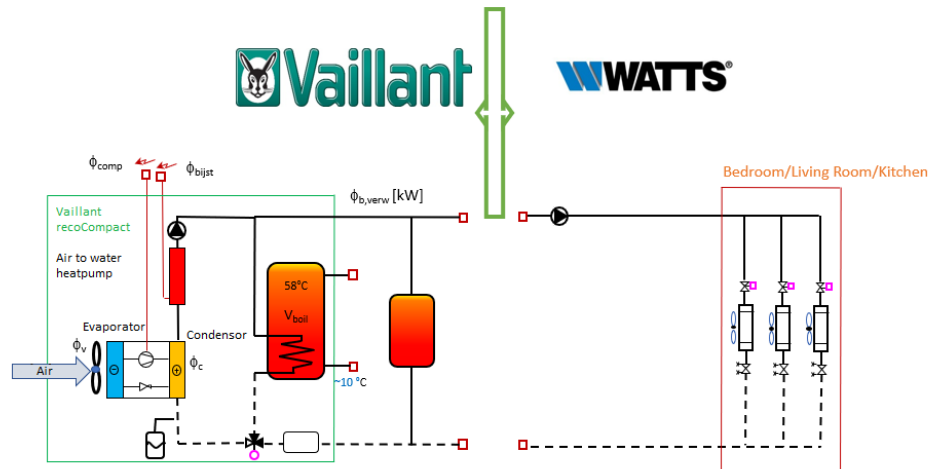 Vaillant
WATTS®
ϕcomp
ϕbijst
Bedroom/Living Room/Kitchen
ϕb,verw [kW]
Vaillant
recoCompact
Air to water
heatpump
58°C
Vboil
Evaporator
Condensor
ϕv
ϕc
Air
~10 °C